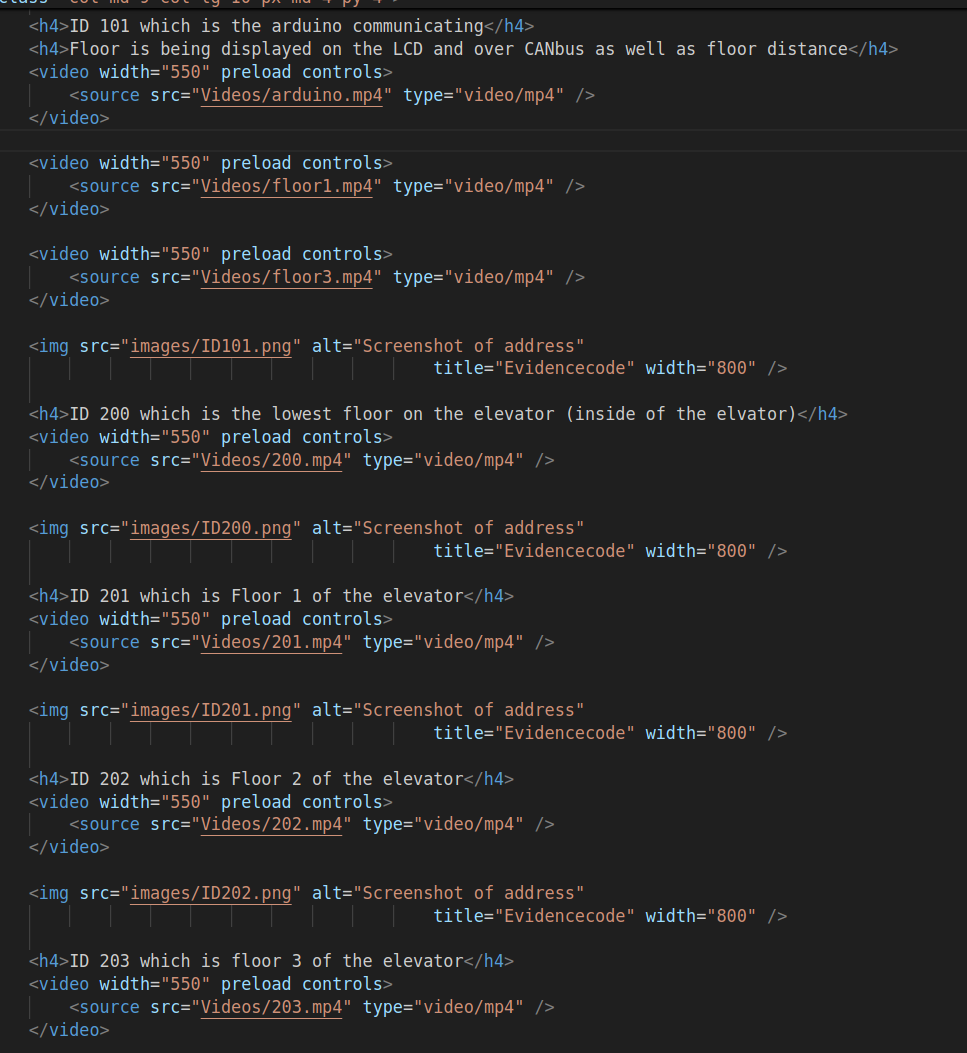 <h4>ID 101 which is the arduino communicating</h4>
<h4>Floor is being displayed on the LCD and over CANbus as well as floor distance</h4>
<video width="550" preload controls>
<source src="Videos/arduino.mp4" type="video/mp4" />
</video>
<video width="550" preload controls>
<source src="Videos/floor1.mp4" type="video/mp4" />
</video>
<video width="550" preload controls>
<source src="Videos/floor3.mp4" type="video/mp4" />
</video>
<img src="images/ID101.png" alt="Screenshot of address"
title="Evidencecode" width="800" />
<h4>ID 200 which is the lowest floor on the elevator (inside of the elvator)</h4>
<video width="550" preload controls>
<source src="Videos/200.mp4" type="video/mp4" />
</video>
<img src="images/ID200.png" alt="Screenshot of address"
title="Evidencecode" width="800" />
<h4>ID 201 which is Floor 1 of the elevator</h4>
<video width="550" preload controls>
<source src="Videos/201.mp4" type="video/mp4" />
</video>
<img src="images/ID201.png" alt="Screenshot of address"
title="Evidencecode" width="800" />
<h4>ID 202 which is Floor 2 of the elevator</h4>
<video width="550" preload controls>
<source src="Videos/202.mp4" type="video/mp4" />
</video>
<img src="images/ID202.png" alt="Screenshot of address"
title="Evidencecode" width="800" />
<h4>ID 203 which is floor 3 of the elevator</h4>
<video width="550" preload controls>
<source src="Videos/203.mp4" type="video/mp4" />
</video>